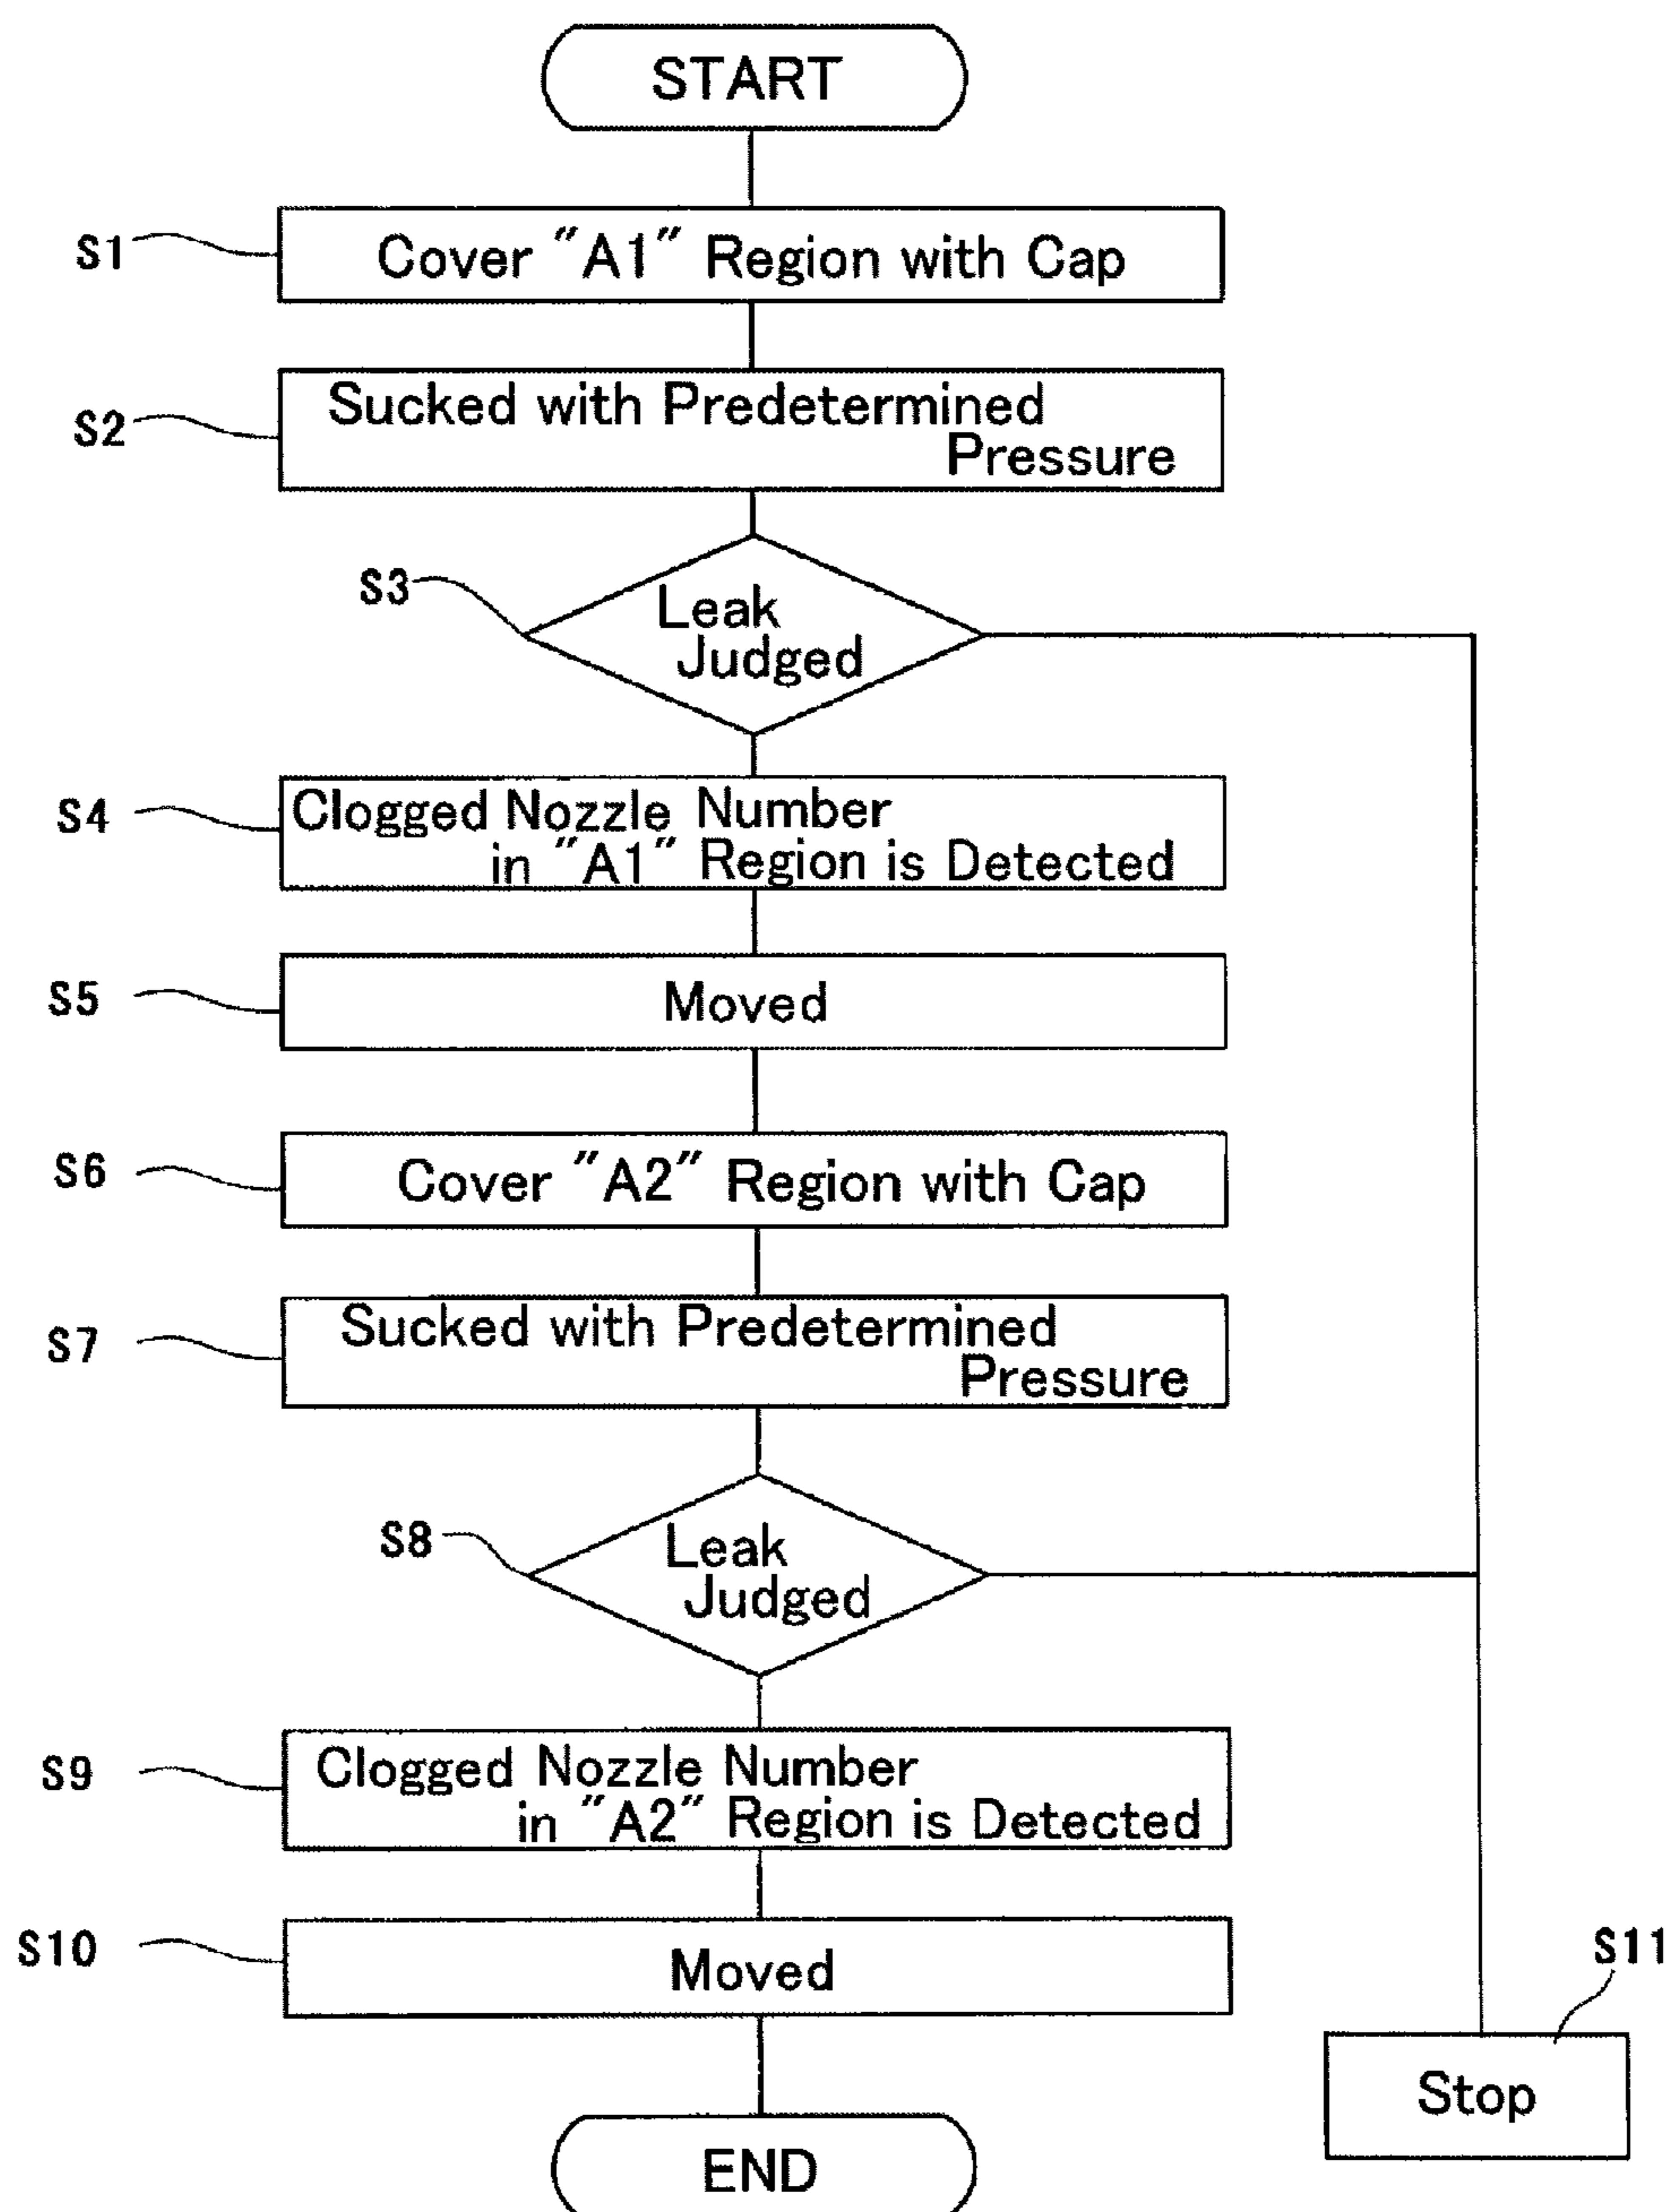 START
S1
Cover "A1" Region with Cap
S2
Sucked with Predetermined
Pressure
S3
Leak
Judged
S4
Clogged Nozzle Number
in "A1" Region is Detected
S5
Moved
S6
Cover "A2" Region with Cap
S7
Sucked with Predetermined
Pressure
S8
Leak
Judged
S9
Clogged Nozzle Number
in "A2" Region is Detected
S10
Moved
S11
Stop
END